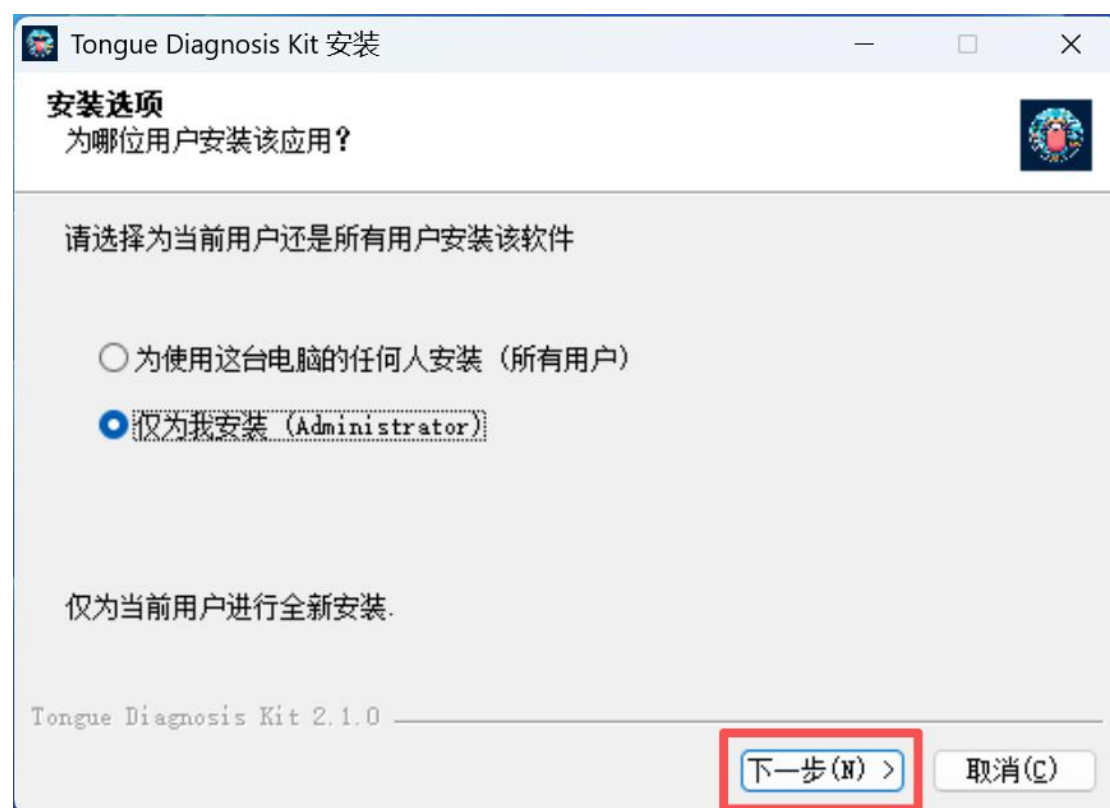 Tongue Diagnosis Kit 安装
安装选项
为哪位用户安装该应用?
请选择为当前用户还是所有用户安装该软件
为使用这台电脑的任何人安装 (所有用户)
仅为我安装 (Administrator)
仅为当前用户进行全新安装.
Tongue Diagnosis Kit 2.1.0
下一步(N) >
取消(C)